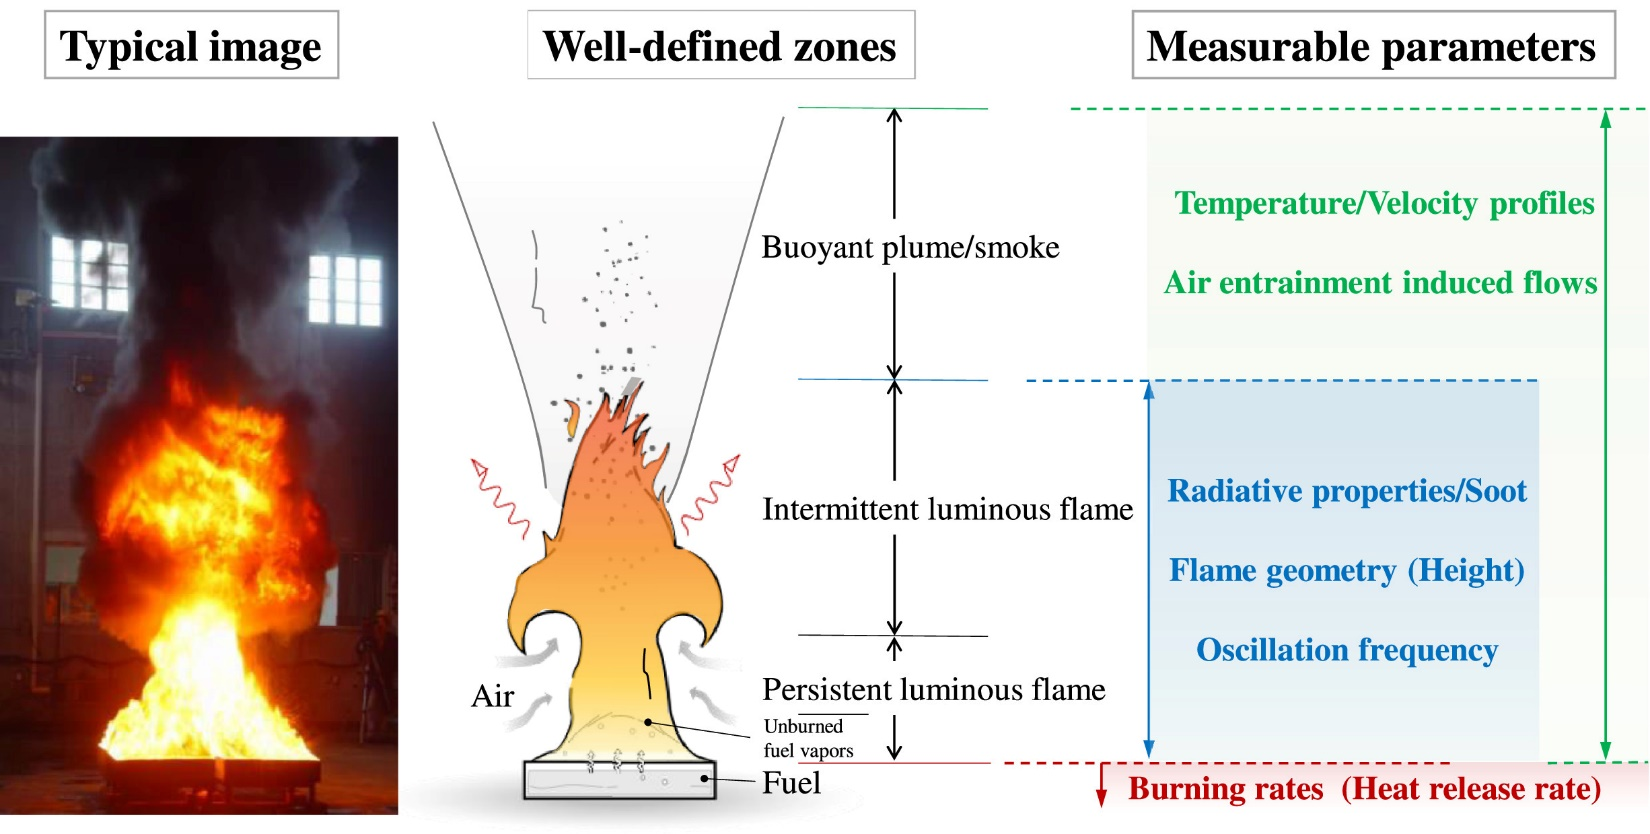 Typical image
Well-defined zones
Measurable parameters
Temperature/Velocity profiles
Buoyant plume/smoke
Air entrainment induced flows
Radiative properties/Soot
Intermittent luminous flame
Flame geometry (Height)
Oscillation frequency
Air
Persistent luminous flame
Unburned
fuel vapors
Fuel
Burning rates (Heat release rate)